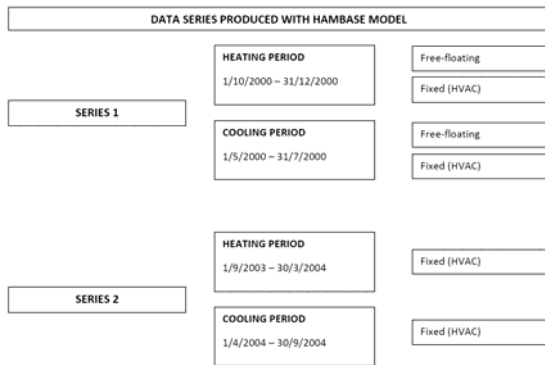 DATA SERIES PRODUCED WITH HAMBASE MODEL
SERIES 1
HEATING PERIOD
1/10/2000 – 31/12/2000
Free-floating
Fixed (HVAC)
COOLING PERIOD
1/5/2000 – 31/7/2000
Free-floating
Fixed (HVAC)
SERIES 2
HEATING PERIOD
1/9/2003 – 30/3/2004
Fixed (HVAC)
COOLING PERIOD
1/4/2004 – 30/9/2004
Fixed (HVAC)